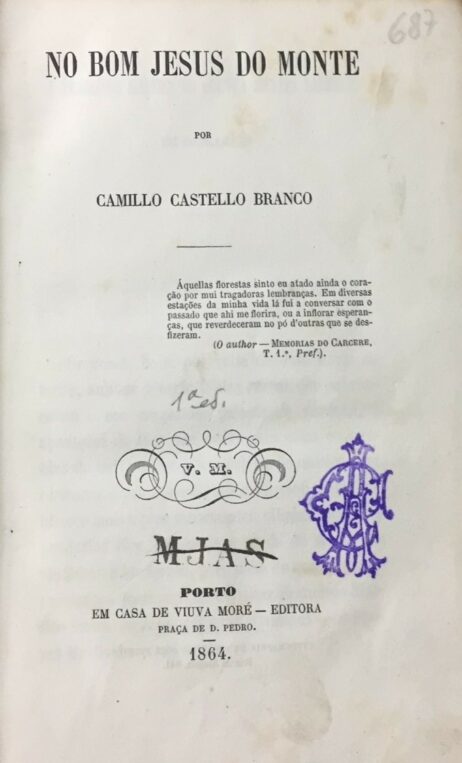 687
NO BOM JESUS DO MONTE
POR
CAMILLO CASTELLO BRANCO
Áquellas florestas sinto eu atado ainda o cora-
ção por mui tragadoras lembranças. Em diversas
estações da minha vida lá fui a conversar com o
passado que ahi me florira, ou a inflorar esperan-
ças, que reverdeceram no pó d'outras que se des-
fizeram.
(O author — MEMORIAS DO CARCERE,
T. 1.º, Pref.).
1ª ed.
V. M.
MJAS
PORTO
EM CASA DE VIUVA MORÉ — EDITORA
PRAÇA DE D. PEDRO.
1864.